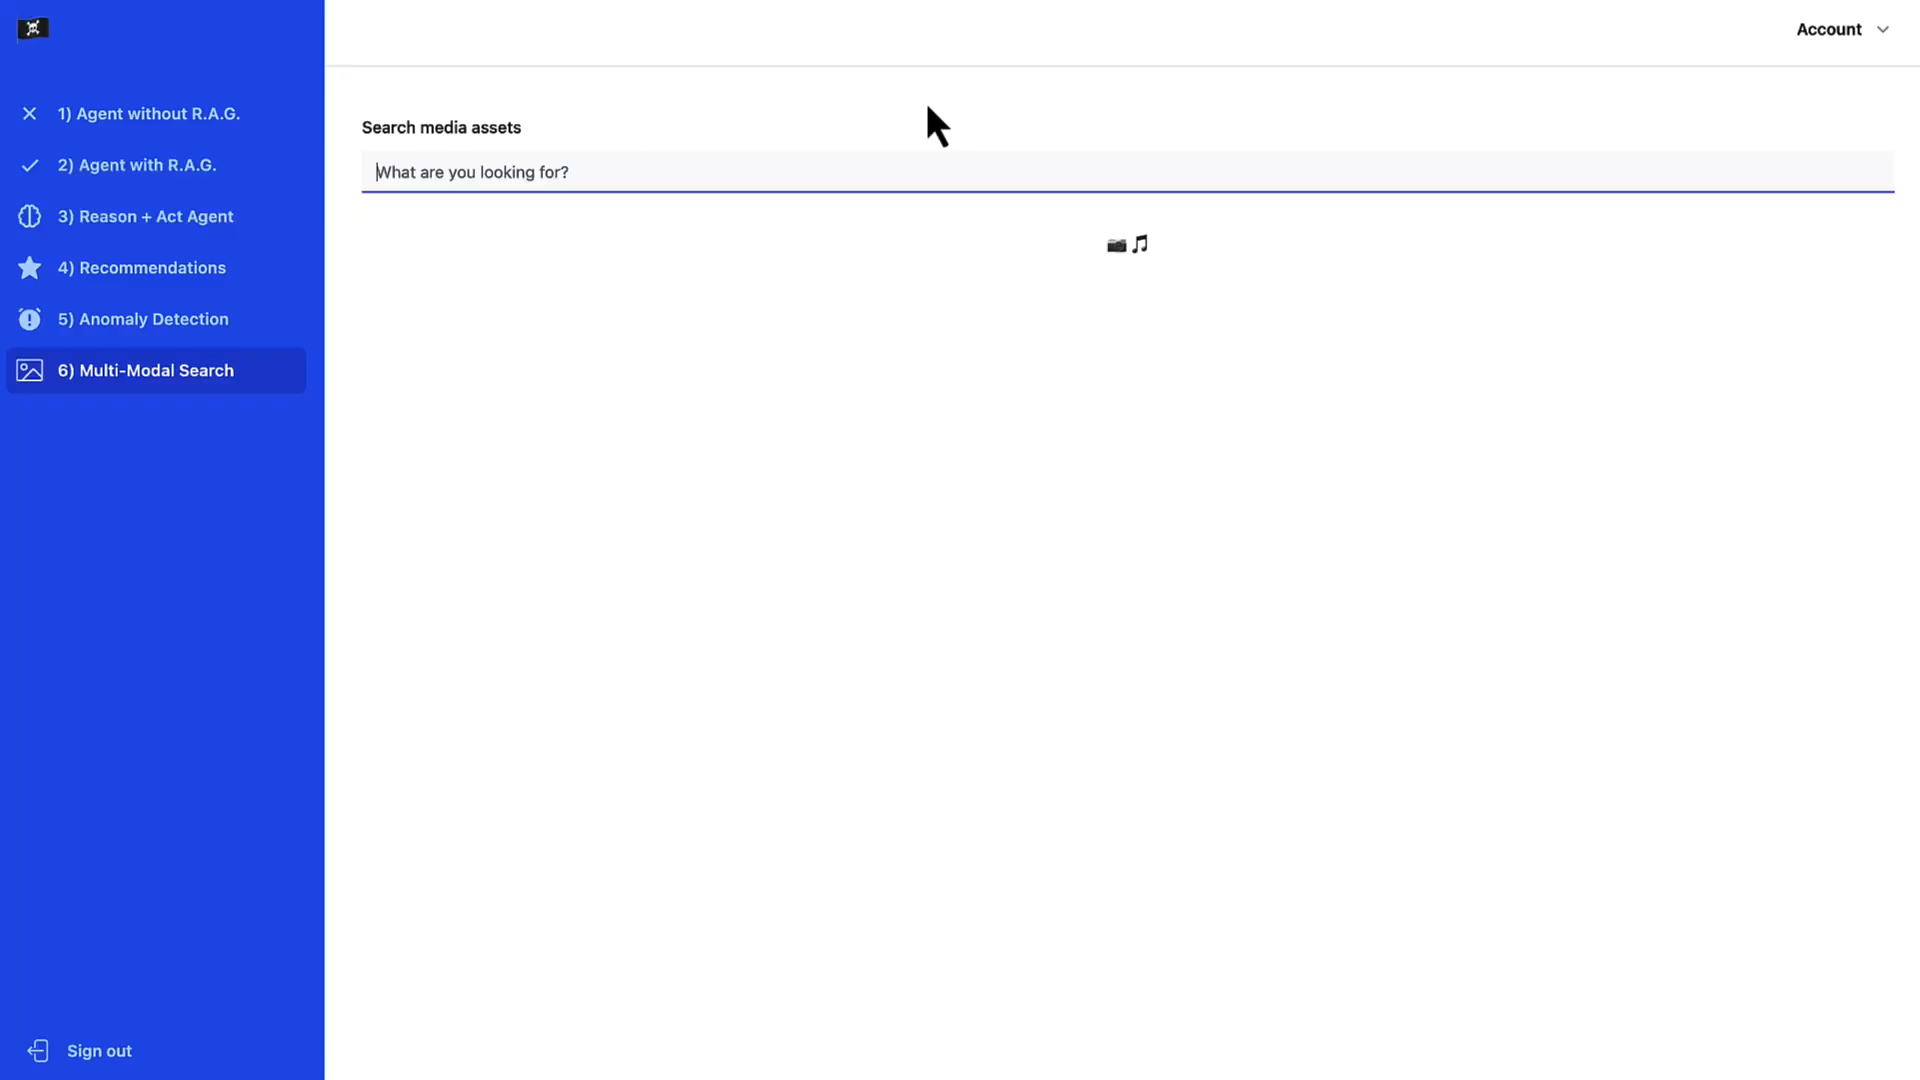 Account
1) Agent without R.A.G.
2) Agent with R.A.G.
3) Reason + Act Agent
4) Recommendations
5) Anomaly Detection
6) Multi-Modal Search
Sign out
Search media assets
What are you looking for?